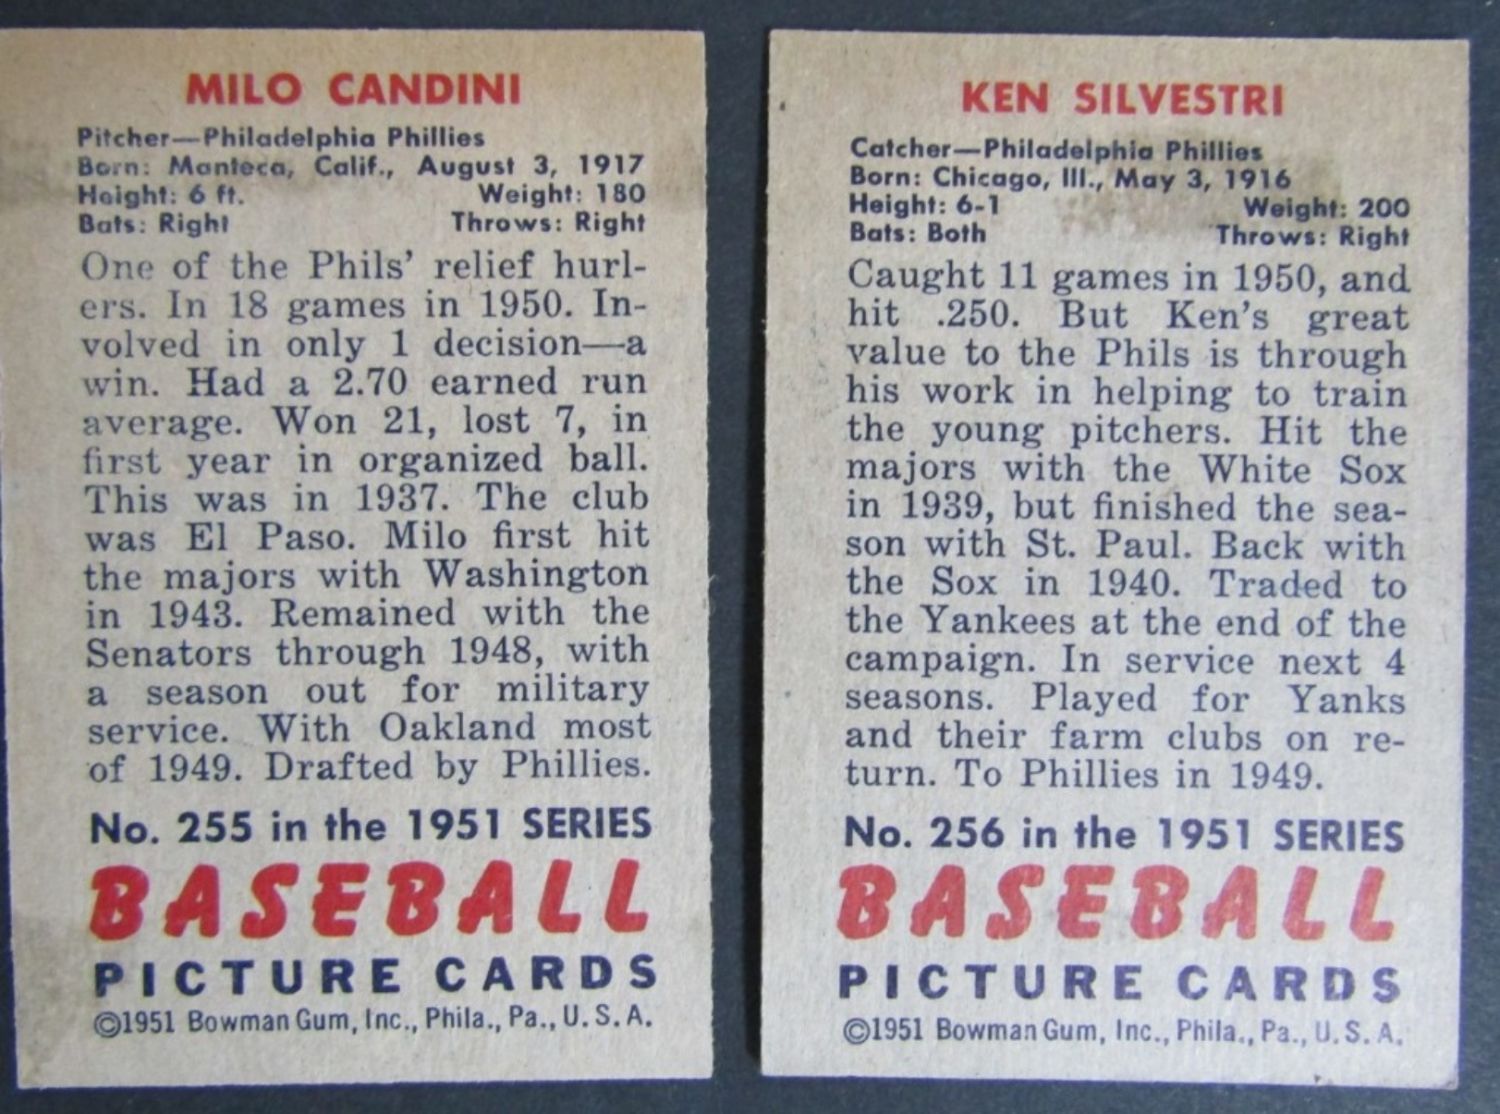 MILO CANDINI
Pitcher—Philadelphia Phillies
Born: Manteca, Calif., August 3, 1917
Height: 6 ft. Weight: 180
Bats: Right Throws: Right
One of the Phils' relief hurl-
ers. In 18 games in 1950. In-
volved in only 1 decision—a
win. Had a 2.70 earned run
average. Won 21, lost 7, in
first year in organized ball.
This was in 1937. The club
was El Paso. Milo first hit
the majors with Washington
in 1943. Remained with the
Senators through 1948, with
a season out for military
service. With Oakland most
of 1949. Drafted by Phillies.
No. 255 in the 1951 SERIES
BASEBALL
PICTURE CARDS
©1951 Bowman Gum, Inc., Phila., Pa., U. S. A.
KEN SILVESTRI
Catcher—Philadelphia Phillies
Born: Chicago, Ill., May 3, 1916
Height: 6-1 Weight: 200
Bats: Both Throws: Right
Caught 11 games in 1950, and
hit .250. But Ken's great
value to the Phils is through
his work in helping to train
the young pitchers. Hit the
majors with the White Sox
in 1939, but finished the sea-
son with St. Paul. Back with
the Sox in 1940. Traded to
the Yankees at the end of the
campaign. In service next 4
seasons. Played for Yanks
and their farm clubs on re-
turn. To Phillies in 1949.
No. 256 in the 1951 SERIES
BASEBALL
PICTURE CARDS
©1951 Bowman Gum, Inc., Phila., Pa., U. S. A.